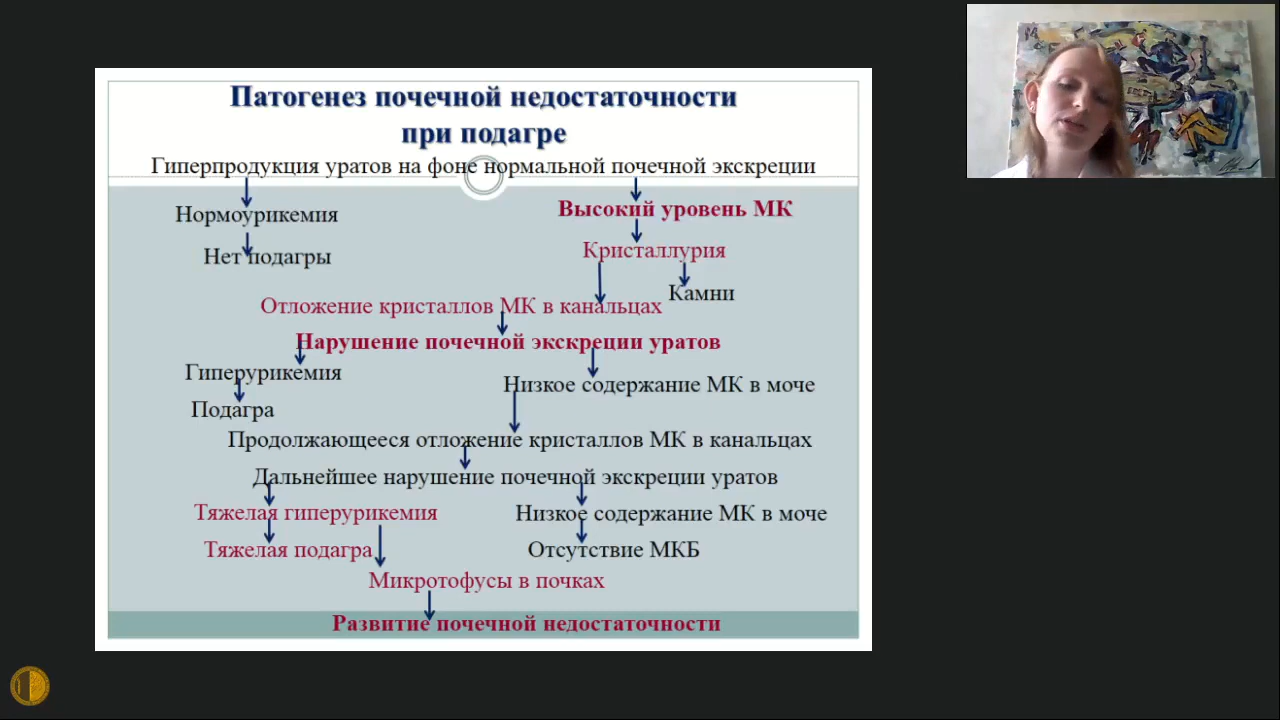 Патогенез почечной недостаточности
при подагре
Гиперпродукция уратов на фоне нормальной почечной экскреции
Нормоурикемия
Высокий уровень МК
Нет подагры
Кристаллурия
Камни
Отложение кристаллов МК в канальцах
Нарушение почечной экскреции уратов
Гиперурикемия
Низкое содержание МК в моче
Подагра
Продолжающееся отложение кристаллов МК в канальцах
Дальнейшее нарушение почечной экскреции уратов
Тяжелая гиперурикемия
Низкое содержание МК в моче
Тяжелая подагра
Отсутствие МКБ
Микротофусы в почках
Развитие почечной недостаточности